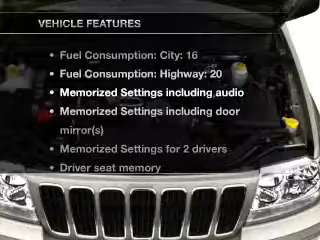 VEHICLE FEATURES
• Fuel Consumption: City: 16
• Fuel Consumption: Highway: 20
• Memorized Settings including audio
• Memorized Settings including door
mirror(s)
• Memorized Settings for 2 drivers
• Driver seat memory